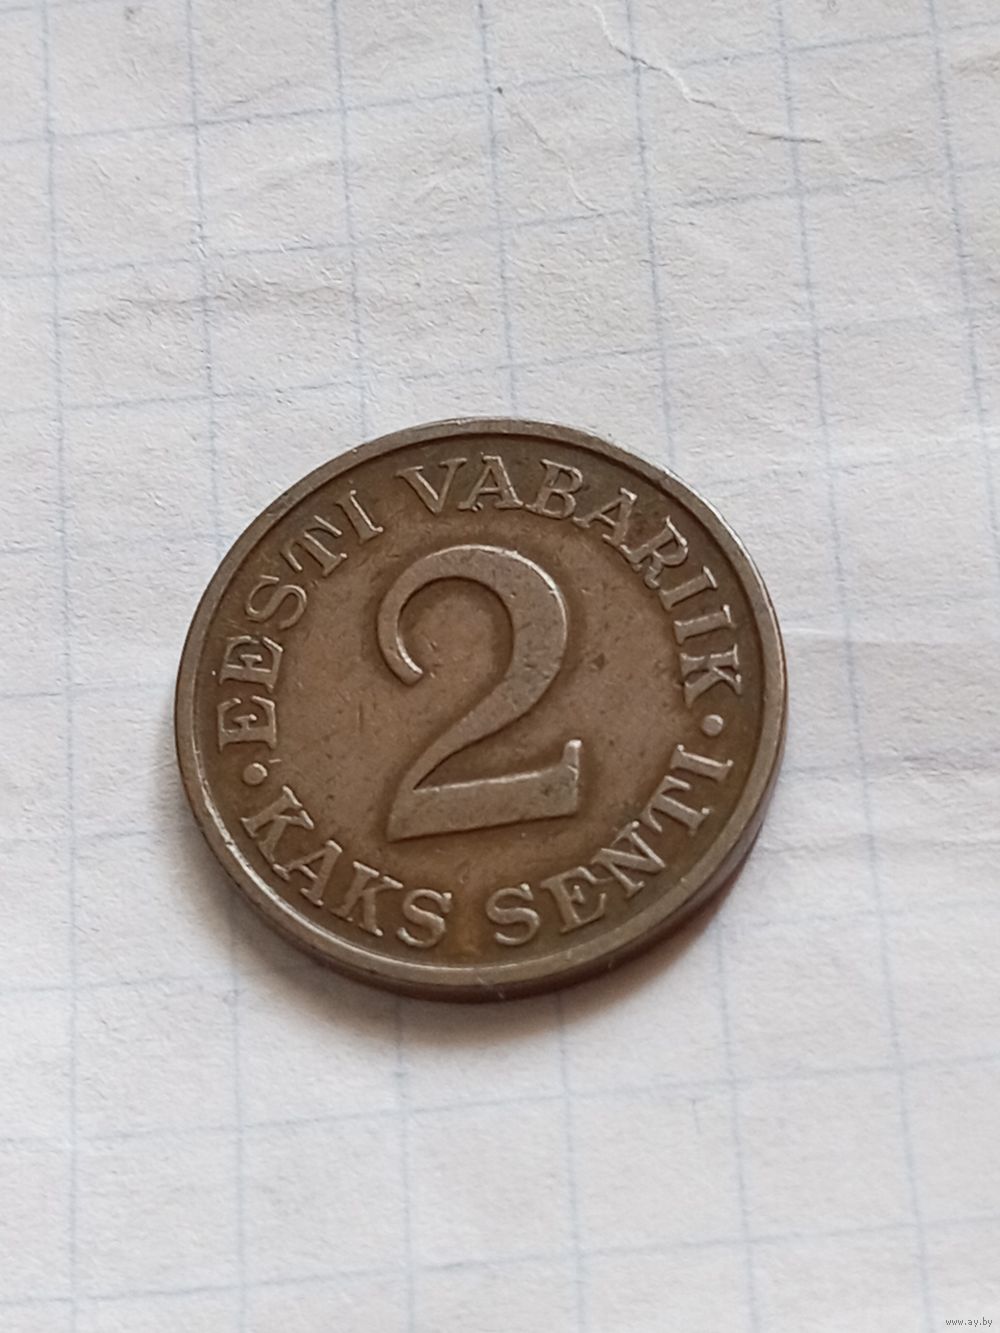 EESTI VABARIIK
2
KAKS SENTI
www.ay.by